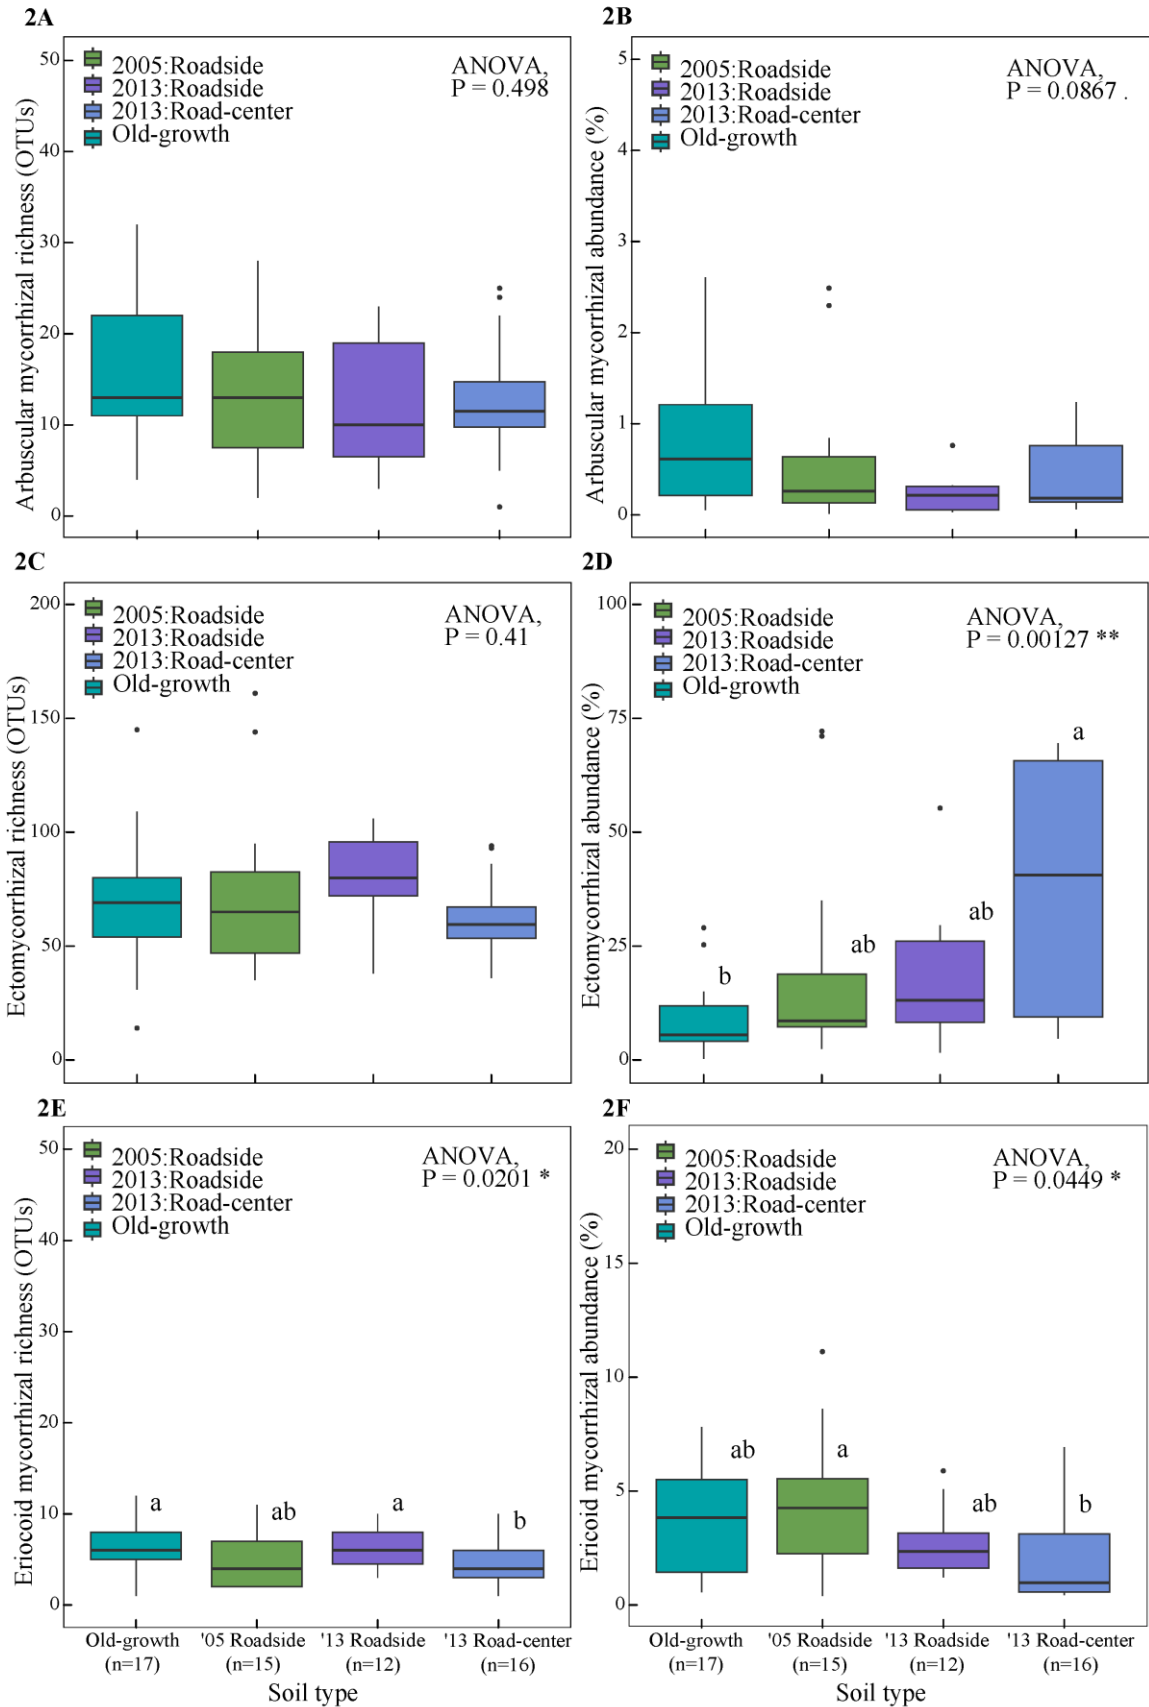 2A
Arbuscular mycorrhizal richness (OTUs)
50
40
30
20
10
0
2005:Roadside
2013:Roadside
2013:Road-center
Old-growth
ANOVA,
P = 0.498
2B
Arbuscular mycorrhizal abundance (%)
5
4
3
2
1
0
2005:Roadside
2013:Roadside
2013:Road-center
Old-growth
ANOVA,
P = 0.0867 .
2C
Ectomycorrhizal richness (OTUs)
200
150
100
50
0
2005:Roadside
2013:Roadside
2013:Road-center
Old-growth
ANOVA,
P = 0.41
2D
Ectomycorrhizal abundance (%)
100
75
50
25
0
2005:Roadside
2013:Roadside
2013:Road-center
Old-growth
ANOVA,
P = 0.00127 **
b
ab
ab
a
2E
Eriocoid mycorrhizal richness (OTUs)
50
40
30
20
10
0
2005:Roadside
2013:Roadside
2013:Road-center
Old-growth
ANOVA,
P = 0.0201 *
a
ab
a
b
Old-growth '05 Roadside '13 Roadside '13 Road-center
(n=17) (n=15) (n=12) (n=16)
Soil type
2F
Ericoid mycorrhizal abundance (%)
20
15
10
5
0
2005:Roadside
2013:Roadside
2013:Road-center
Old-growth
ANOVA,
P = 0.0449 *
ab
a
ab
b
Old-growth '05 Roadside '13 Roadside '13 Road-center
(n=17) (n=15) (n=12) (n=16)
Soil type